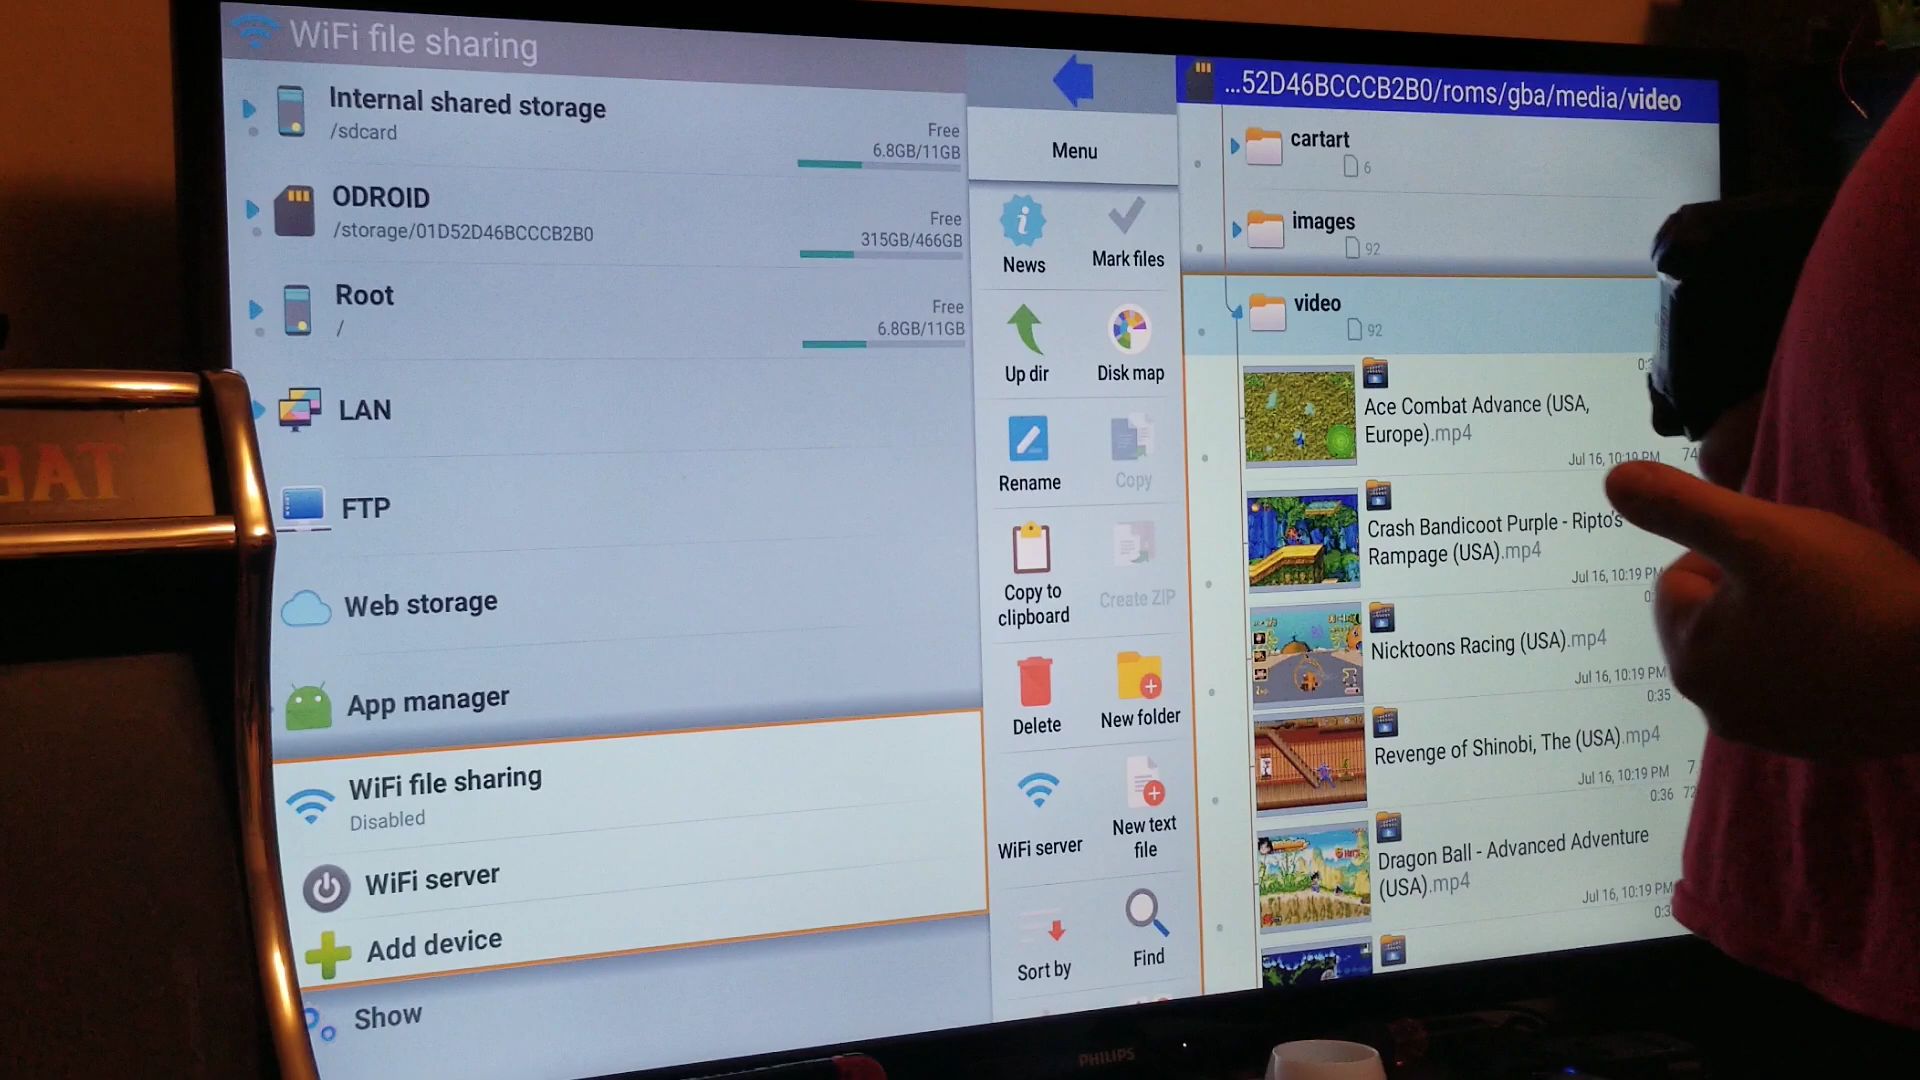 WiFi file sharing
Internal shared storage
/sdcard
Free
6.8GB/11GB
ODROID
/storage/01D52D46BCCCB2B0
Free
315GB/466GB
Root
/
Free
6.8GB/11GB
LAN
FTP
Web storage
App manager
WiFi file sharing
Disabled
WiFi server
Add device
Show
Menu
News
Mark files
Up dir
Disk map
Rename
Copy
Copy to
clipboard
Create ZIP
Delete
New folder
WiFi server
New text
file
Sort by
Find
...52D46BCCCB2B0/roms/gba/media/video
cartart
6
images
92
video
92
Ace Combat Advance (USA,
Europe).mp4
Jul 16, 10:19 PM
Crash Bandicoot Purple - Ripto's
Rampage (USA).mp4
Jul 16, 10:19 PM
Nicktoons Racing (USA).mp4
Jul 16, 10:19 PM
0:35
Revenge of Shinobi, The (USA).mp4
Jul 16, 10:19 PM
0:36
Dragon Ball - Advanced Adventure
(USA).mp4
Jul 16, 10:19 PM
PHILIPS